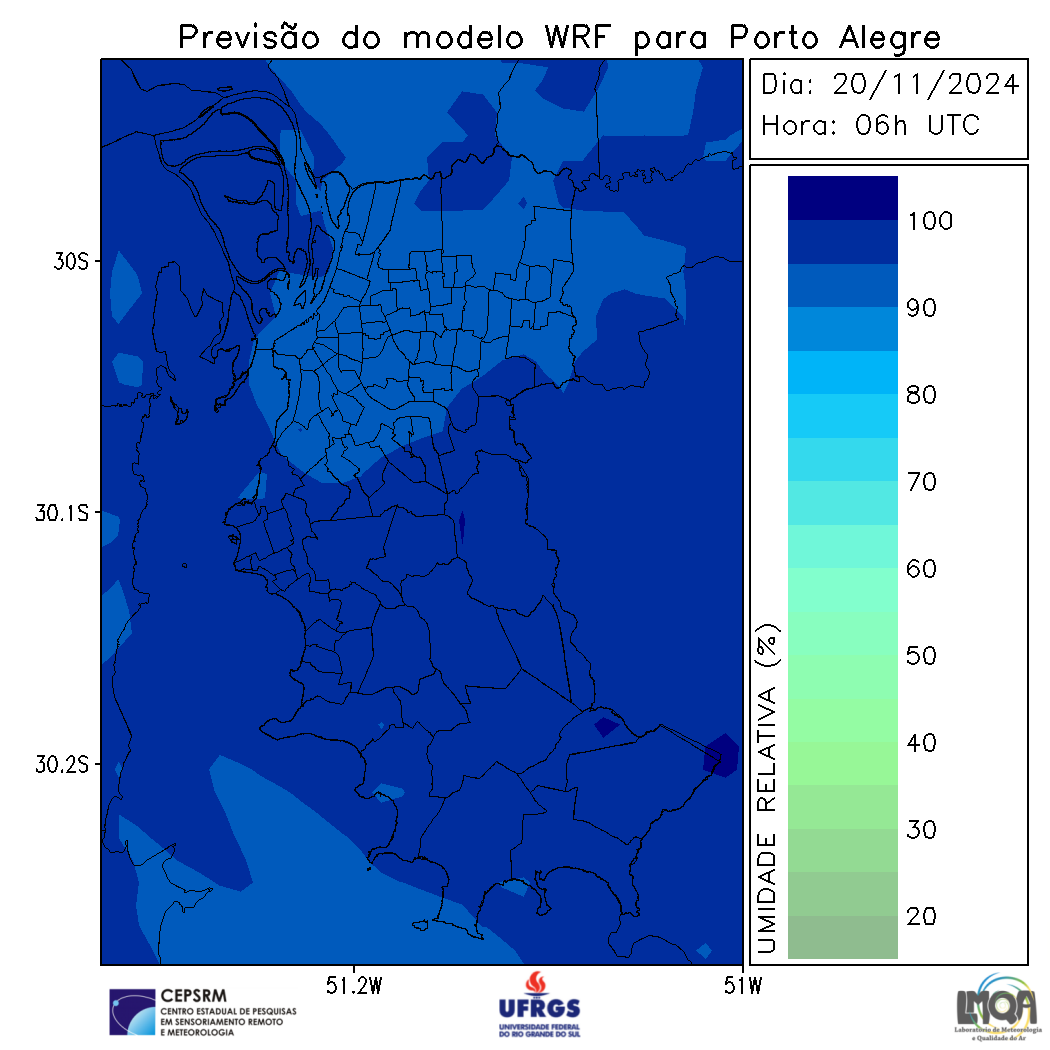 Previsão do modelo WRF para Porto Alegre
Dia: 20/11/2024
Hora: 06h UTC
30S
30.1S
30.2S
51.2W
51W
100
90
80
70
60
50
40
30
20
UMIDADE RELATIVA (%)
CEPSRM
CENTRO ESTADUAL DE PESQUISAS
EM SENSORIAMENTO REMOTO
E METEOROLOGIA
UFRGS
UNIVERSIDADE FEDERAL
DO RIO GRANDE DO SUL
LMQA
Laboratório de Meteorologia
e Qualidade do Ar